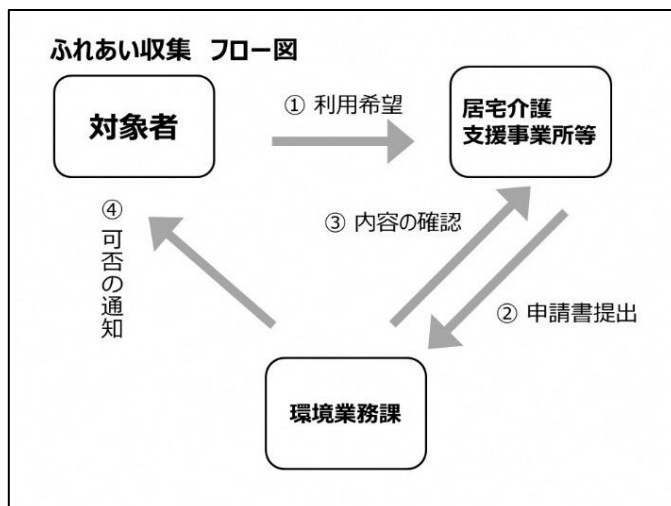 ふれあい収集 フロー図
対象者
① 利用希望
居宅介護
支援事業所等
④ 可否の通知
③ 内容の確認
② 申請書提出
環境業務課